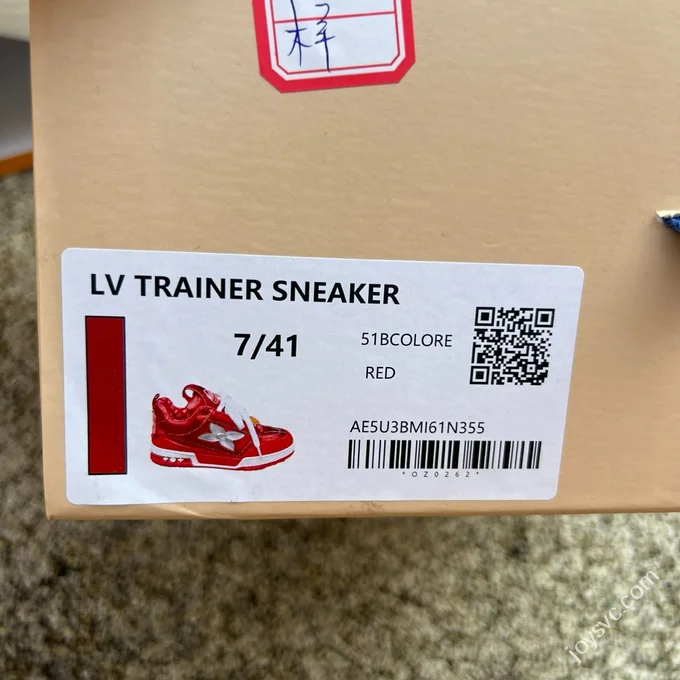 样
LV TRAINER SNEAKER
7/41
51BCOLORE
RED
AE5U3BMI61N355
*OZ0262*
joysvc.com